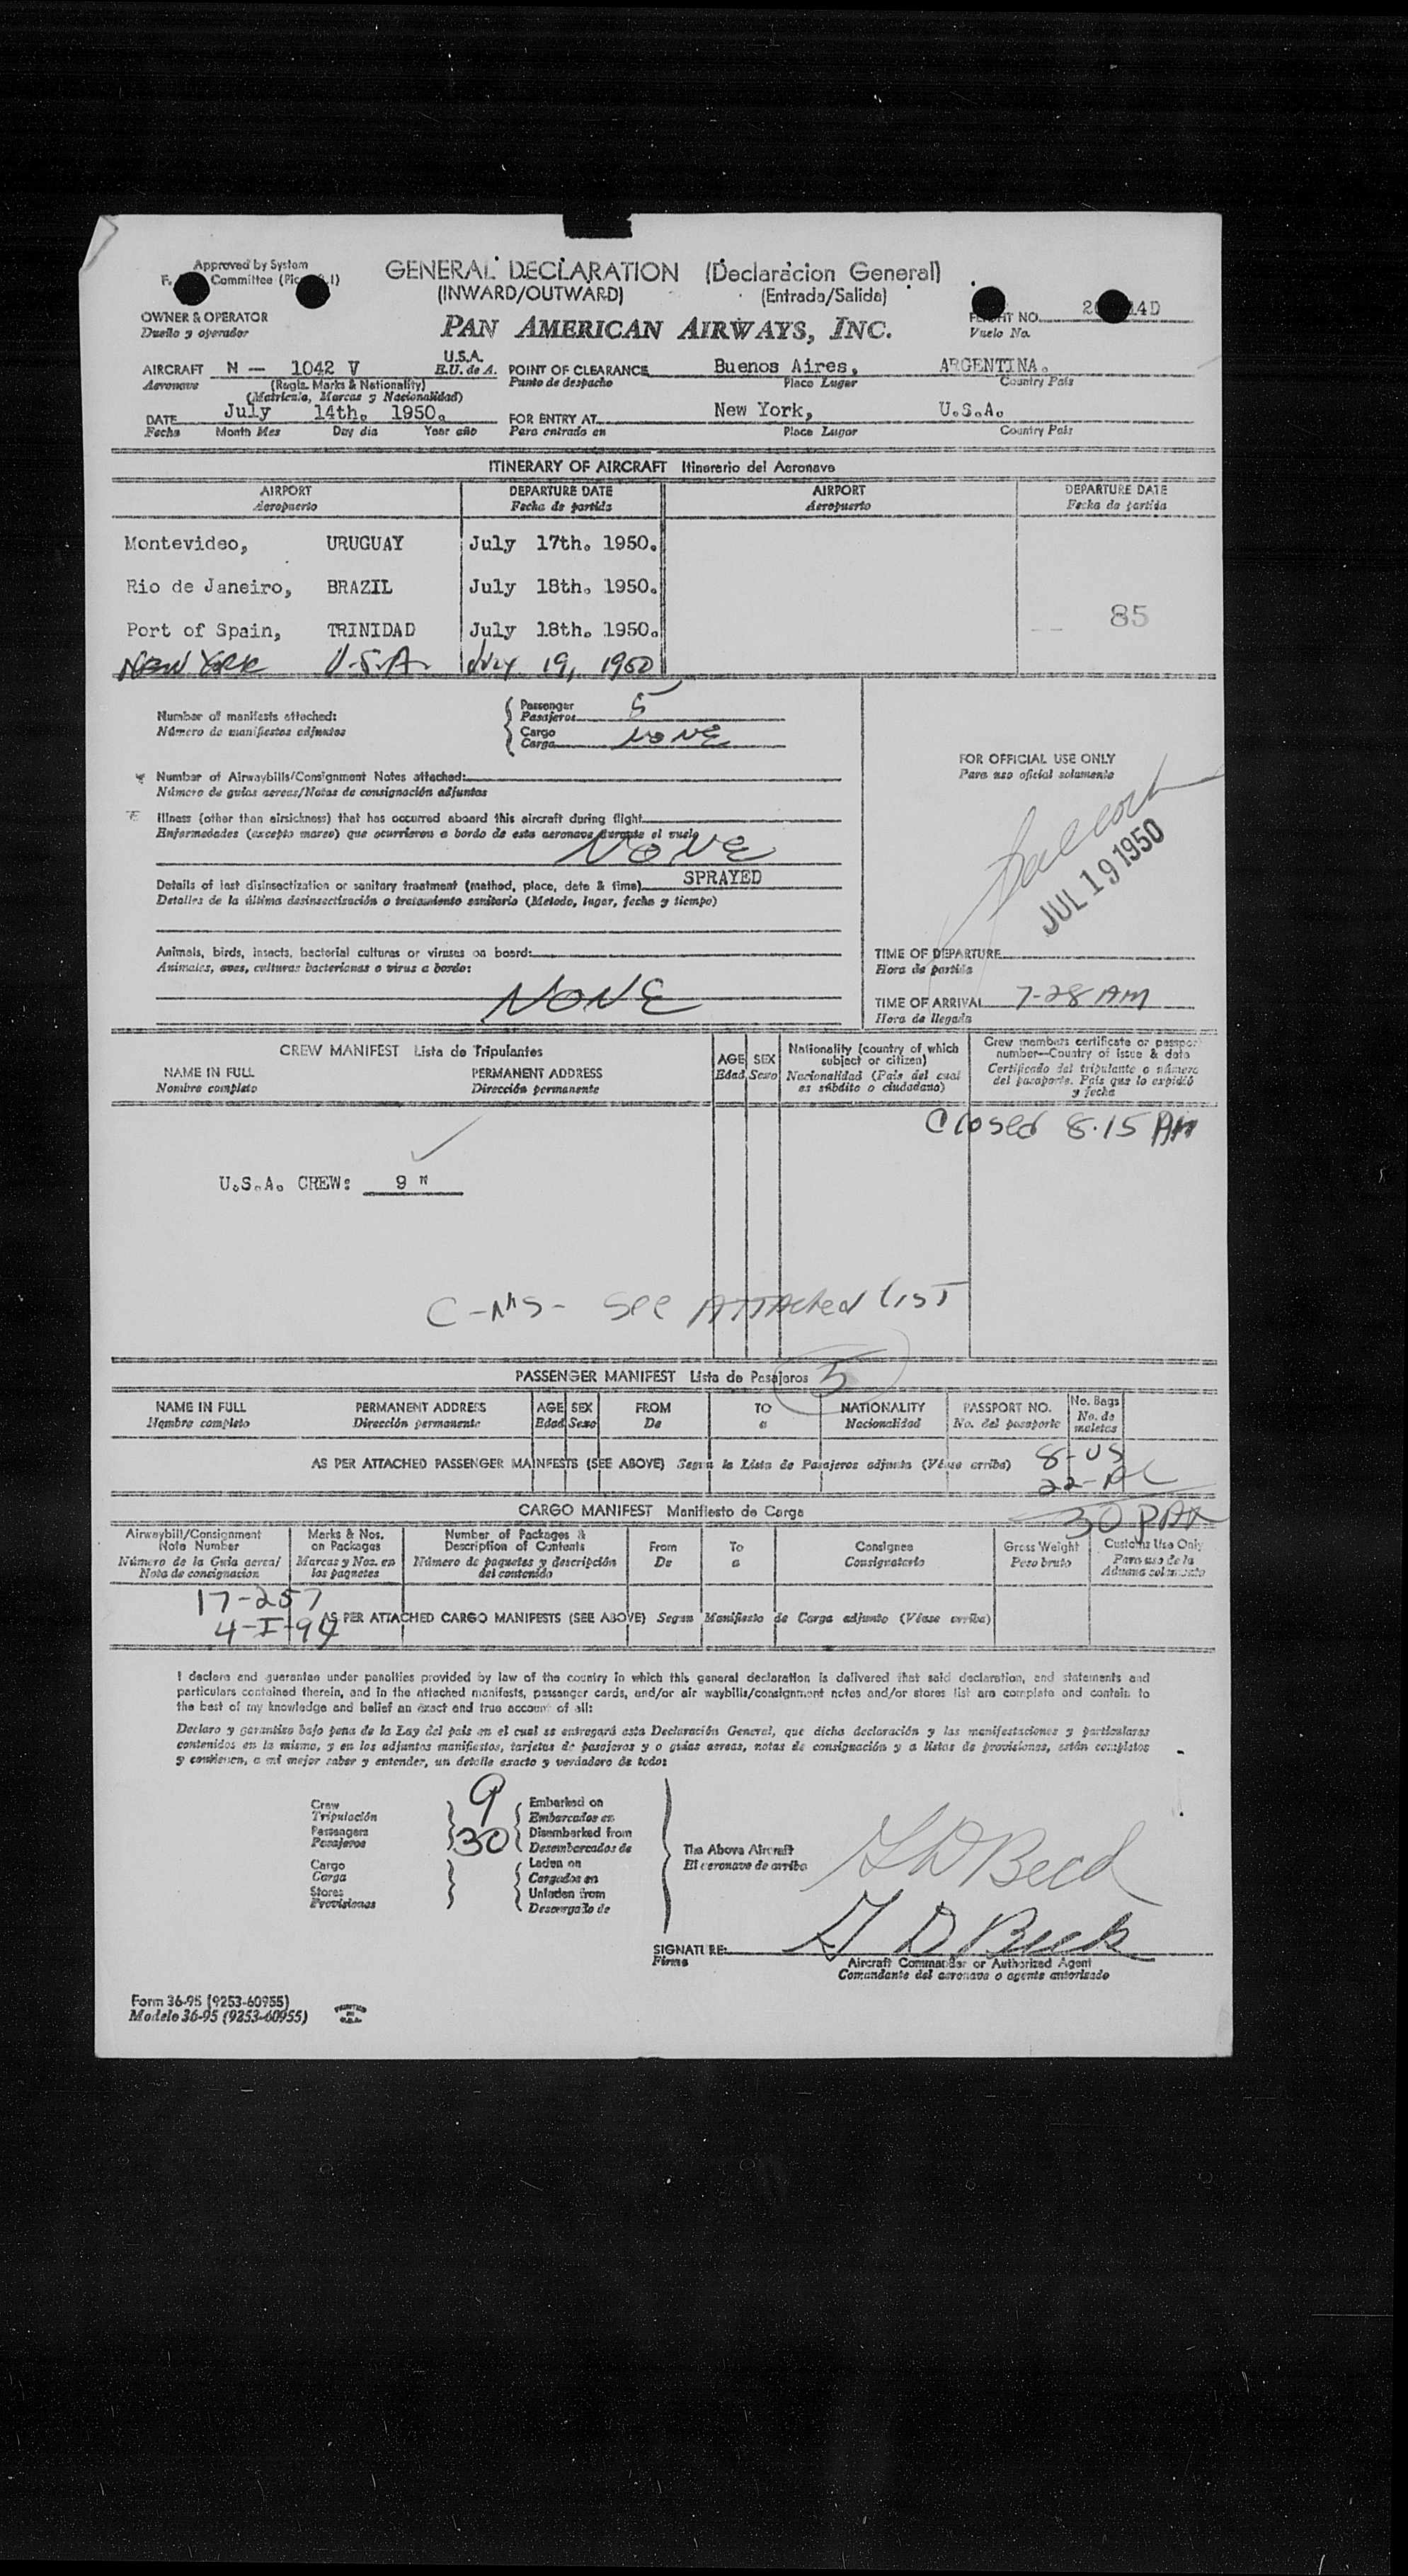 Approved by System
F. Committee (Pic 1)
GENERAL DECLARATION (Declaracion General)
(INWARD/OUTWARD) (Entrada/Salida)
OWNER & OPERATOR
Dueño y operador
PAN AMERICAN AIRWAYS, INC.
FLIGHT NO. 20 14D
Vuelo No.
AIRCRAFT N — 1042 V U.S.A. POINT OF CLEARANCE Buenos Aires, ARGENTINA.
Aeronave (Regis. Marks & Nationality) E.U. de A. Punto de despacho Place Lugar Country País
(Matricula, Marcas y Nacionalidad)
DATE July 14th. 1950. FOR ENTRY AT New York, U.S.A.
Fecha Month Mes Day dia Year año Para entrada en Place Lugar Country País
ITINERARY OF AIRCRAFT Itinerario del Aeronave
AIRPORT DEPARTURE DATE AIRPORT DEPARTURE DATE
Aeropuerto Fecha de partida Aeropuerto Fecha de partida
Montevideo, URUGUAY July 17th. 1950.
Rio de Janeiro, BRAZIL July 18th. 1950.
85
Port of Spain, TRINIDAD July 18th. 1950.
NEW YORK U.S.A. July 19, 1950
Number of manifests attached: Passenger 5
Número de manifiestos adjuntos Pasajeros
Cargo NONE
Carga
FOR OFFICIAL USE ONLY
Para uso oficial solamente
Number of Airwaybills/Consignment Notes attached:
Número de guias aereas/Notas de consignación adjuntas
Illness (other than airsickness) that has occurred aboard this aircraft during flight
Enfermedades (excepto mareo) que ocurrieron a bordo de esta aeronave durante el vuelo
NONE
JUL 19 1950
Details of last disinsectization or sanitary treatment (method, place, date & time) SPRAYED
Detalles de la última desinsectización o tratamiento sanitario (Metodo, lugar, fecha y tiempo)
Animals, birds, insects, bacterial cultures or viruses on board:
Animales, aves, culturas bacterianas o virus a bordo:
NONE
TIME OF DEPARTURE
Hora de partida
TIME OF ARRIVAL 7-28 AM
Hora de llegada
CREW MANIFEST Lista de Tripulantes
NAME IN FULL PERMANENT ADDRESS
Nombre completo Dirección permanente
AGE SEX
Edad Sexo
Nationality (country of which
subject or citizen)
Nacionalidad (País del cual
es súbdito o ciudadano)
Crew members certificate or passport
number—Country of issue & date
Certificado del tripulante o número
del pasaporte. País que lo expidió
y fecha
Closed 8.15 AM
U.S.A. CREW: 9 "
C-MS- See ATTACHed LIST
PASSENGER MANIFEST Lista de Pasajeros 5
NAME IN FULL PERMANENT ADDRESS AGE SEX FROM TO NATIONALITY PASSPORT NO. No. Bags
Nombre completo Dirección permanente Edad Sexo De a Nacionalidad No. del pasaporte No. de maletas
AS PER ATTACHED PASSENGER MAINFESTS (SEE ABOVE) Segun la Lista de Pasajeros adjunta (Véase arriba)
8-US
22-AL
30 PAX
CARGO MANIFEST Manifiesto de Carga
Airwaybill/Consignment
Note Number
Número de la Guia aerea/
Nota de consignacion
Marks & Nos.
on Packages
Marcas y Nos. en
los paquetes
Number of Packages &
Description of Contents
Número de paquetes y descripción
del contenido
From
De
To
a
Consignee
Consignatario
Gross Weight
Peso bruto
Customs Use Only
Para uso de la
Aduana solamente
17-257
4-I-94
AS PER ATTACHED CARGO MANIFESTS (SEE ABOVE) Segun Manifiesto de Carga adjunto (Véase arriba)
I declare and guarantee under penalties provided by law of the country in which this general declaration is delivered that said declaration, and statements and
particulars contained therein, and in the attached manifests, passenger cards, and/or air waybills/consignment notes and/or stores list are complete and contain to
the best of my knowledge and belief an exact and true account of all:
Declaro y garantizo bajo pena de la Ley del pais en el cual se entregará esta Declaración General, que dicha declaración y las manifestaciones y particulares
contenidos en la misma, y en los adjuntos manifiestos, tarjetas de pasajeros y o guias aereas, notas de consignación y a listas de provisiones, están completos
y contienen, a mi mejor saber y entender, un detalle exacto y verdadero de todo:
Crew 9 Embarked on
Tripulación Embarcados en
Passengers 30 Disembarked from
Pasajeros Desembarcados de
Cargo Laden on
Carga Cargados en
Stores Unladen from
Provisiones Descargado de
The Above Aircraft
El aeronave de arriba
G D Beck
SIGNATURE: G D Beck
Firma Aircraft Commander or Authorized Agent
Comandante del aeronave o agente autorizado
Form 36-95 (9253-60955)
Modelo 36-95 (9253-60955)
PRINTED
IN
U.S.A.